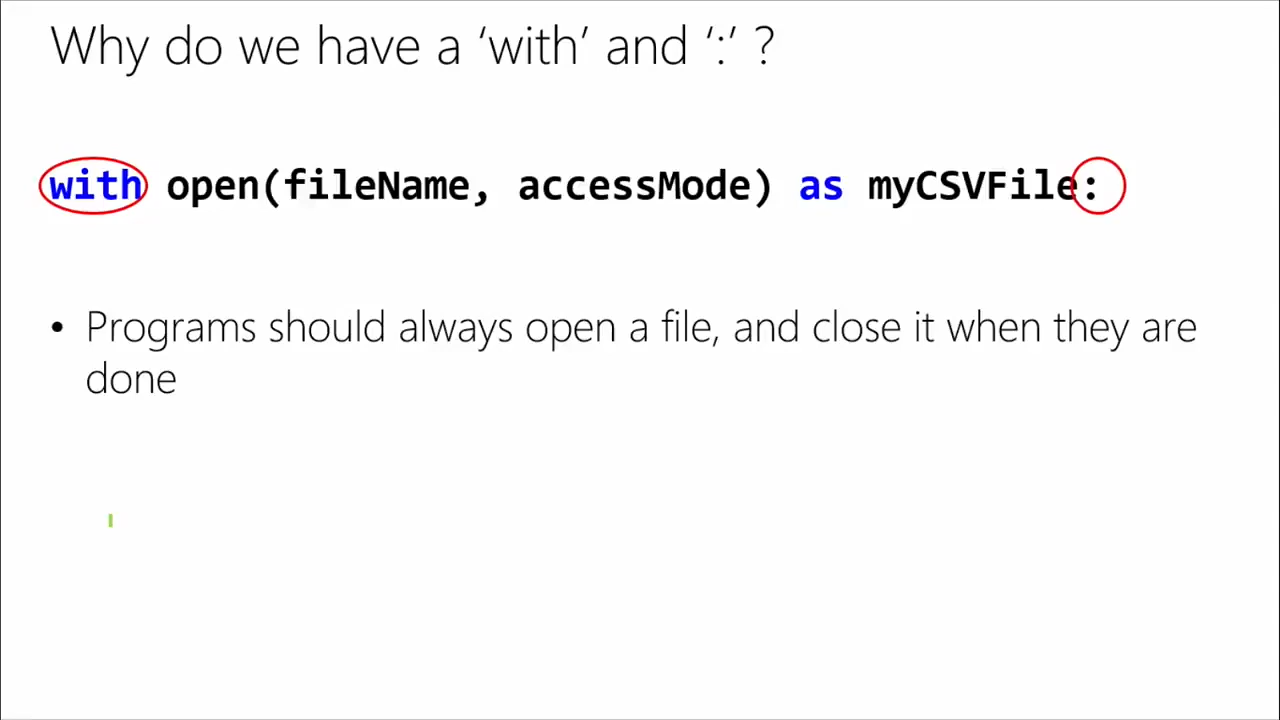 Why do we have a ‘with’ and ‘:’ ?
with open(fileName, accessMode) as myCSVFile:
• Programs should always open a file, and close it when they are
done